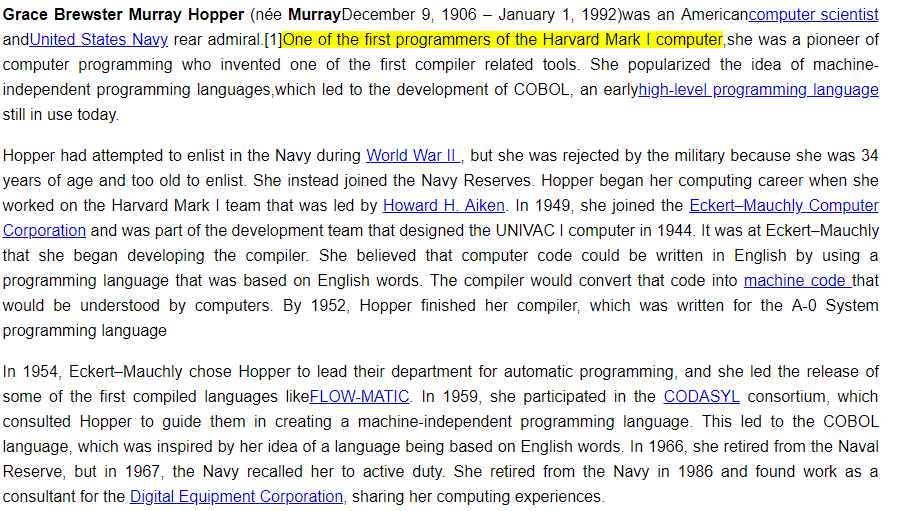 Grace Brewster Murray Hopper (née MurrayDecember 9, 1906 – January 1, 1992)was an Americancomputer scientist
andUnited States Navy rear admiral.[1]One of the first programmers of the Harvard Mark I computer,she was a pioneer of
computer programming who invented one of the first compiler related tools. She popularized the idea of machine-
independent programming languages,which led to the development of COBOL, an earlyhigh-level programming language
still in use today.
Hopper had attempted to enlist in the Navy during World War II , but she was rejected by the military because she was 34
years of age and too old to enlist. She instead joined the Navy Reserves. Hopper began her computing career when she
worked on the Harvard Mark I team that was led by Howard H. Aiken. In 1949, she joined the Eckert–Mauchly Computer
Corporation and was part of the development team that designed the UNIVAC I computer in 1944. It was at Eckert–Mauchly
that she began developing the compiler. She believed that computer code could be written in English by using a
programming language that was based on English words. The compiler would convert that code into machine code that
would be understood by computers. By 1952, Hopper finished her compiler, which was written for the A-0 System
programming language
In 1954, Eckert–Mauchly chose Hopper to lead their department for automatic programming, and she led the release of
some of the first compiled languages likeFLOW-MATIC. In 1959, she participated in the CODASYL consortium, which
consulted Hopper to guide them in creating a machine-independent programming language. This led to the COBOL
language, which was inspired by her idea of a language being based on English words. In 1966, she retired from the Naval
Reserve, but in 1967, the Navy recalled her to active duty. She retired from the Navy in 1986 and found work as a
consultant for the Digital Equipment Corporation, sharing her computing experiences.